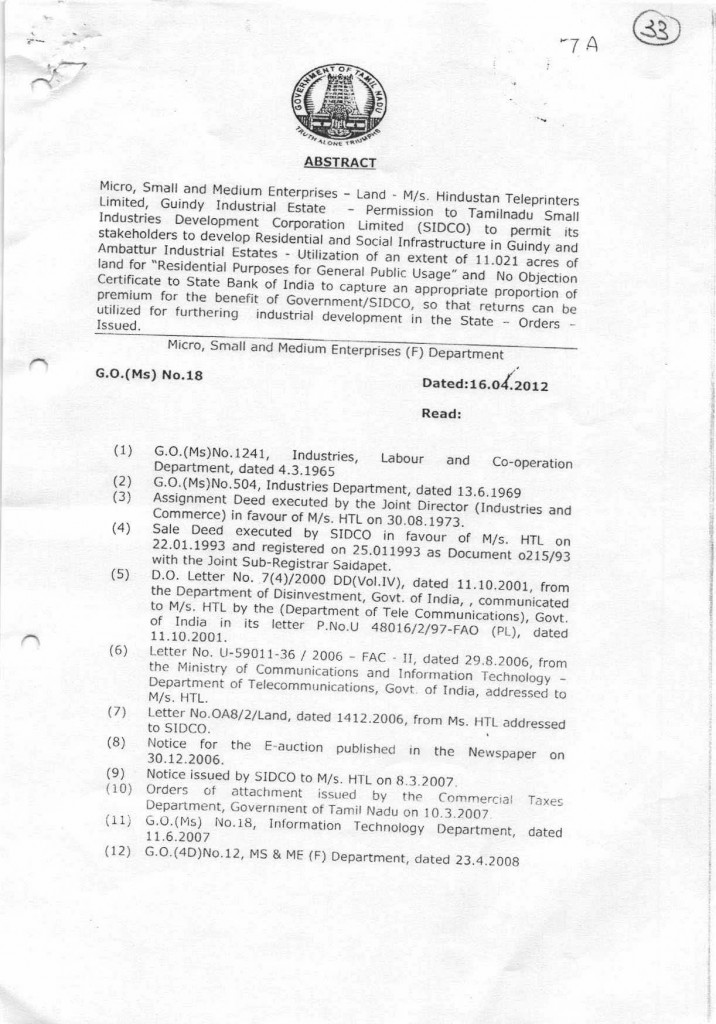 33
7A
GOVERNMENT OF TAMIL NADU
TRUTH ALONE TRIUMPHS
ABSTRACT
Micro, Small and Medium Enterprises – Land - M/s. Hindustan Teleprinters
Limited, Guindy Industrial Estate – Permission to Tamilnadu Small
Industries Development Corporation Limited (SIDCO) to permit its
stakeholders to develop Residential and Social Infrastructure in Guindy and
Ambattur Industrial Estates - Utilization of an extent of 11.021 acres of
land for "Residential Purposes for General Public Usage" and No Objection
Certificate to State Bank of India to capture an appropriate proportion of
premium for the benefit of Government/SIDCO, so that returns can be
utilized for furthering industrial development in the State – Orders –
Issued.
Micro, Small and Medium Enterprises (F) Department
G.O.(Ms) No.18
Dated:16.04.2012
Read:
(1) G.O.(Ms)No.1241, Industries, Labour and Co-operation
Department, dated 4.3.1965
(2) G.O.(Ms)No.504, Industries Department, dated 13.6.1969
(3) Assignment Deed executed by the Joint Director (Industries and
Commerce) in favour of M/s. HTL on 30.08.1973.
(4) Sale Deed executed by SIDCO in favour of M/s. HTL on
22.01.1993 and registered on 25.011993 as Document o215/93
with the Joint Sub-Registrar Saidapet.
(5) D.O. Letter No. 7(4)/2000 DD(Vol.IV), dated 11.10.2001, from
the Department of Disinvestment, Govt. of India, , communicated
to M/s. HTL by the (Department of Tele Communications), Govt.
of India in its letter P.No.U 48016/2/97-FAO (PL), dated
11.10.2001.
(6) Letter No. U-59011-36 / 2006 – FAC - II, dated 29.8.2006, from
the Ministry of Communications and Information Technology –
Department of Telecommunications, Govt. of India, addressed to
M/s. HTL.
(7) Letter No.OA8/2/Land, dated 1412.2006, from Ms. HTL addressed
to SIDCO.
(8) Notice for the E-auction published in the Newspaper on
30.12.2006.
(9) Notice issued by SIDCO to M/s. HTL on 8.3.2007.
(10) Orders of attachment issued by the Commercial Taxes
Department, Government of Tamil Nadu on 10.3.2007
(11) G.O.(Ms) No.18, Information Technology Department, dated
11.6.2007
(12) G.O.(4D)No.12, MS & ME (F) Department, dated 23.4.2008